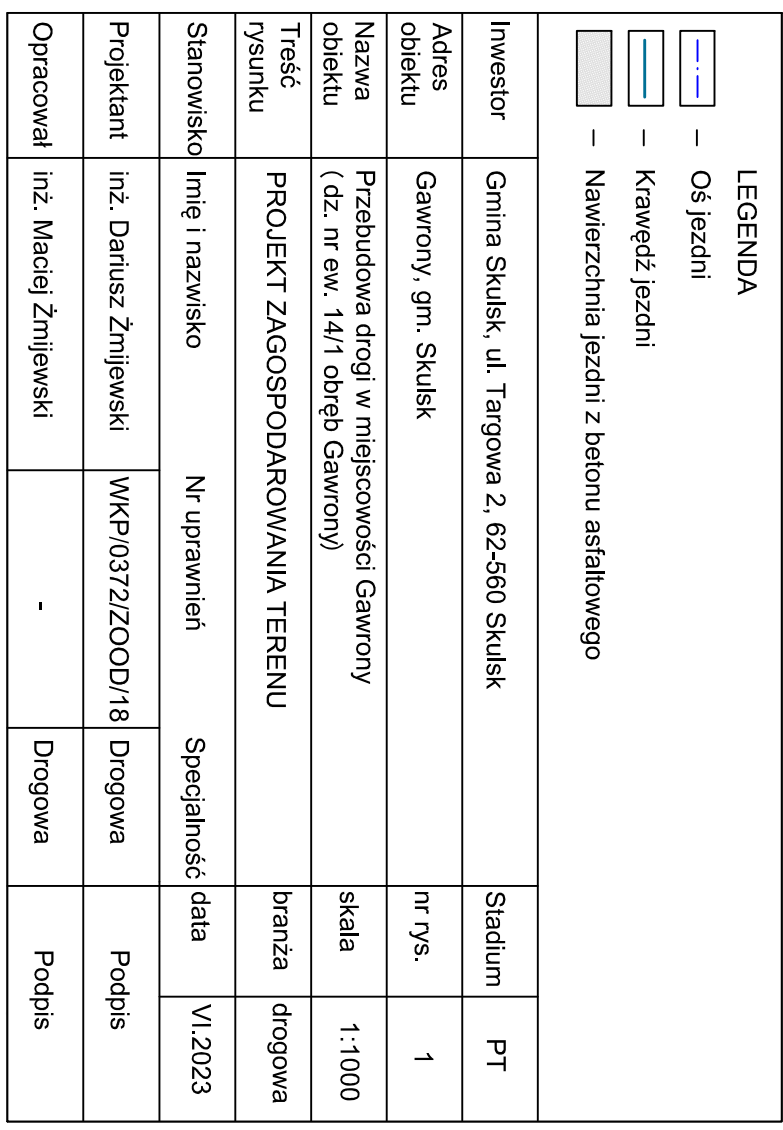 LEGENDA
– Oś jezdni
– Krawędź jezdni
– Nawierzchnia jezdni z betonu asfaltowego
Inwestor Gmina Skulsk, ul. Targowa 2, 62-560 Skulsk Stadium PT
Adres
obiektu
Gawrony, gm. Skulsk nr rys. 1
Nazwa
obiektu
Przebudowa drogi w miejscowości Gawrony
( dz. nr ew. 14/1 obręb Gawrony)
skala 1:1000
Treść
rysunku
PROJEKT ZAGOSPODAROWANIA TERENU branża drogowa
Stanowisko Imię i nazwisko Nr uprawnień Specjalność data VI.2023
Projektant inż. Dariusz Żmijewski WKP/0372/ZOOD/18 Drogowa Podpis
Opracował inż. Maciej Żmijewski - Drogowa Podpis